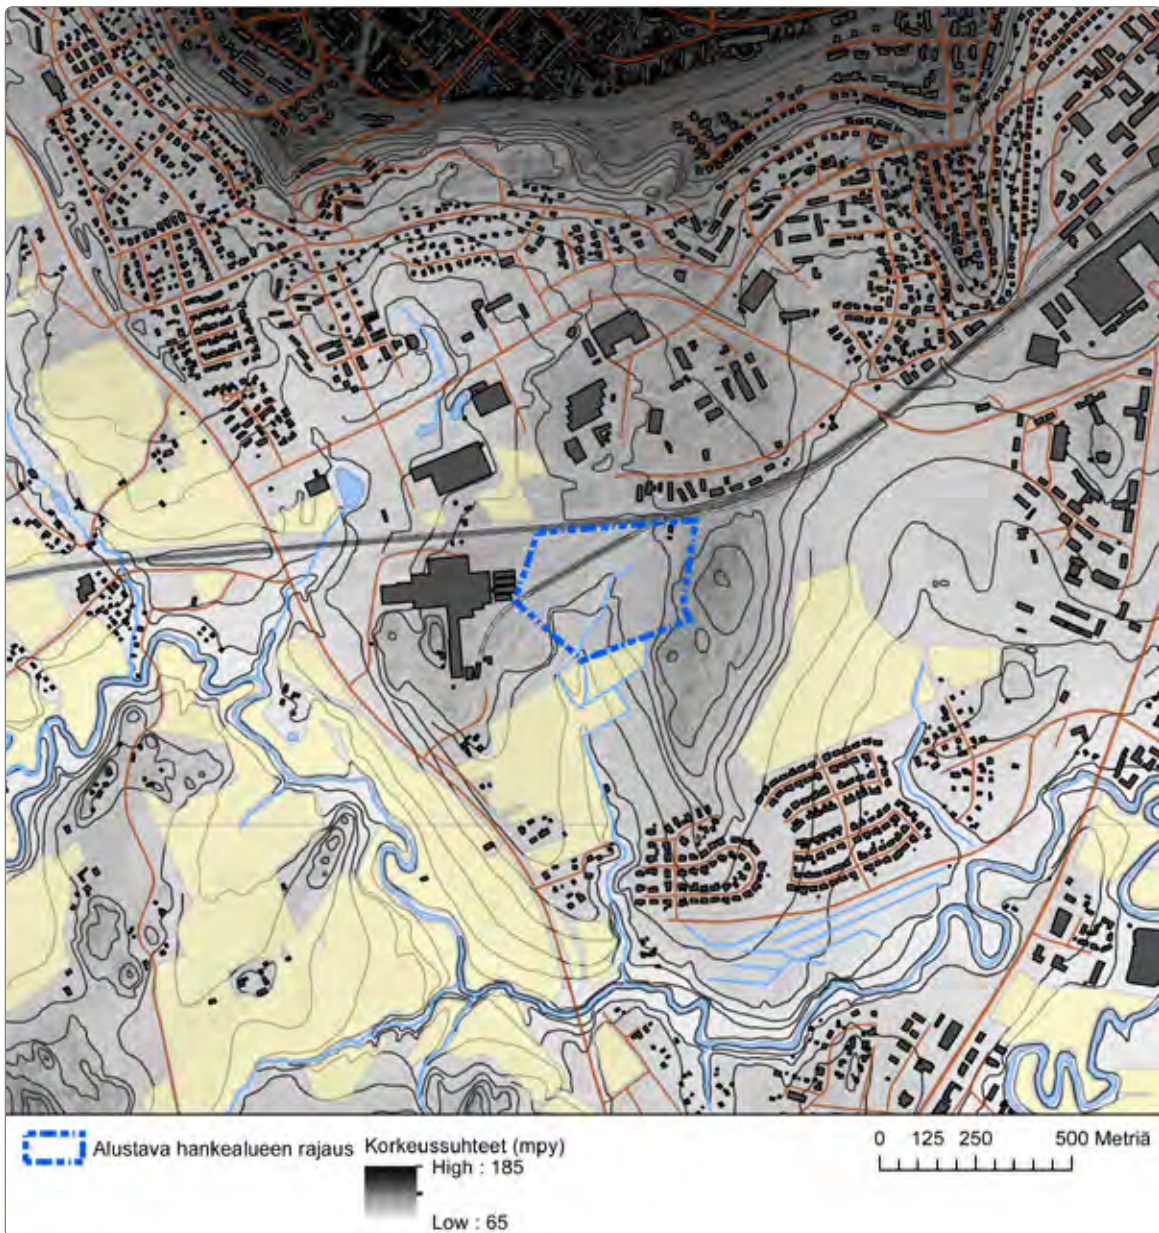 Alustava hankealueen rajaus
Korkeussuhteet (mpy)
High : 185
Low : 65
0 125 250 500 Metriä